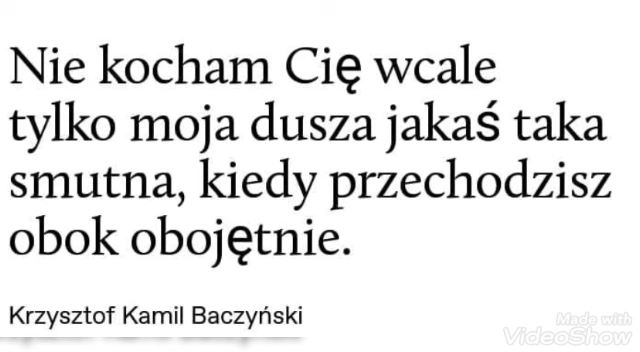 Nie kocham Cię wcale
tylko moja dusza jakaś taka
smutna, kiedy przechodzisz
obok obojętnie.
Krzysztof Kamil Baczyński
Made with
VideoShow